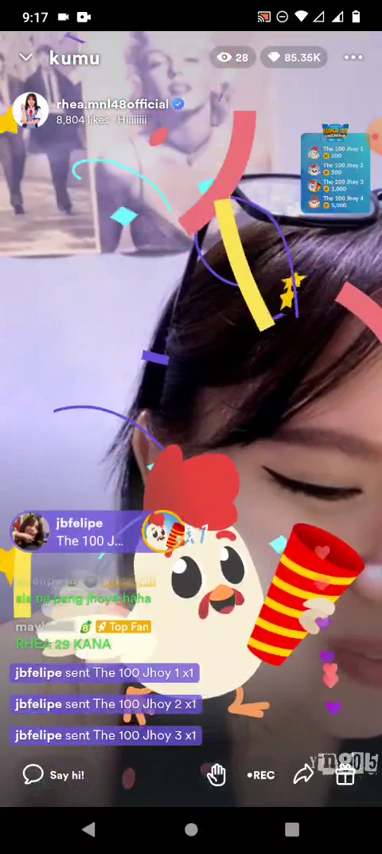 9:17
kumu
28
85.35K
rhea.mnl48official
8,804 likes
Hiiiiiii
The 100 Jhoy 1
200
The 100 Jhoy 2
500
The 100 Jhoy 3
1,000
The 100 Jhoy 4
5,000
jbfelipe
The 100 J...
sia na pang jhoy4 haha
Top Fan
RHEA 29 KANA
jbfelipe sent The 100 Jhoy 1 x1
jbfelipe sent The 100 Jhoy 2 x1
jbfelipe sent The 100 Jhoy 3 x1
Say hi!
REC